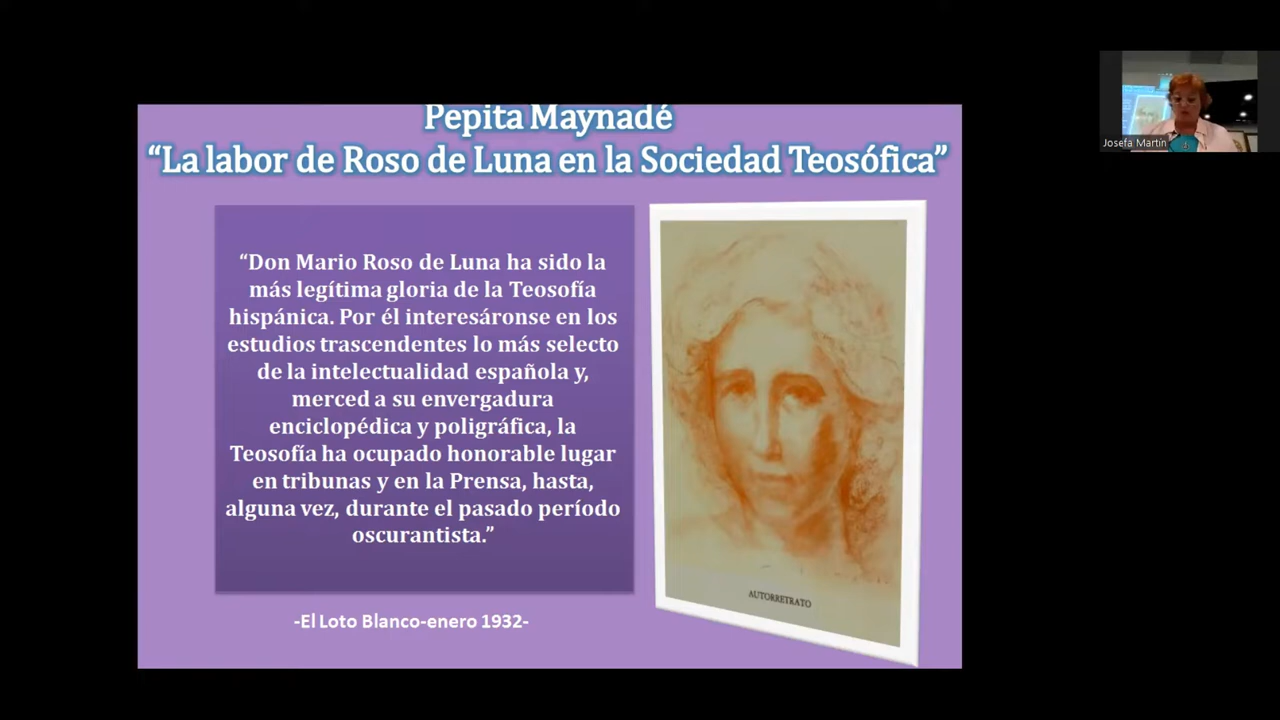 Pepita Maynadé
“La labor de Roso de Luna en la Sociedad Teosófica”
“Don Mario Roso de Luna ha sido la
más legítima gloria de la Teosofía
hispánica. Por él interesáronse en los
estudios trascendentes lo más selecto
de la intelectualidad española y,
merced a su envergadura
enciclopédica y poligráfica, la
Teosofía ha ocupado honorable lugar
en tribunas y en la Prensa, hasta,
alguna vez, durante el pasado período
oscurantista.”
-El Loto Blanco-enero 1932-
AUTORRETRATO
Josefa Martín